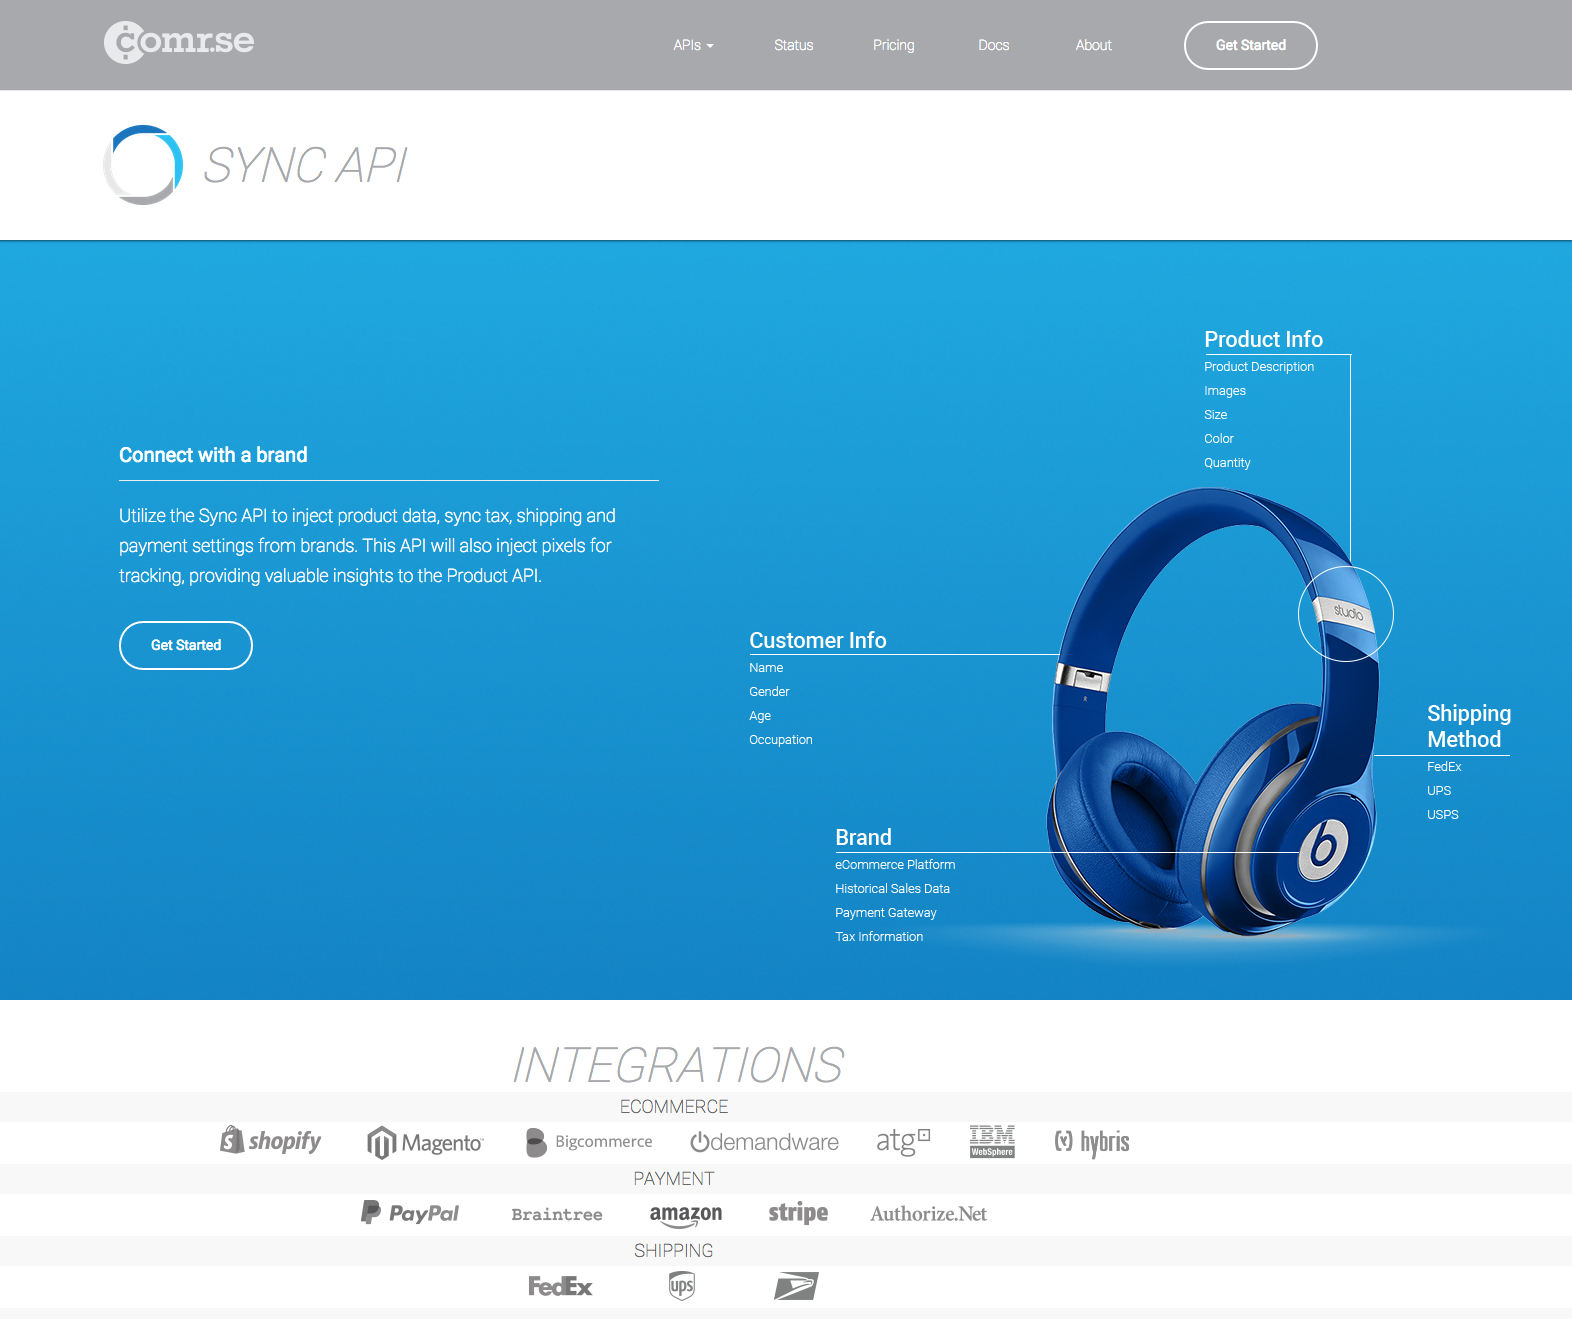 comr.se
APIs
Status
Pricing
Docs
About
Get Started
SYNC API
Connect with a brand
Utilize the Sync API to inject product data, sync tax, shipping and
payment settings from brands. This API will also inject pixels for
tracking, providing valuable insights to the Product API.
Get Started
Product Info
Product Description
Images
Size
Color
Quantity
studio
Customer Info
Name
Gender
Age
Occupation
Shipping
Method
FedEx
UPS
USPS
Brand
eCommerce Platform
Historical Sales Data
Payment Gateway
Tax Information
b
INTEGRATIONS
ECOMMERCE
shopify
Magento
Bigcommerce
demandware
atg
IBM
WebSphere
hybris
PAYMENT
PayPal
Braintree
amazon
stripe
Authorize.Net
SHIPPING
FedEx
ups